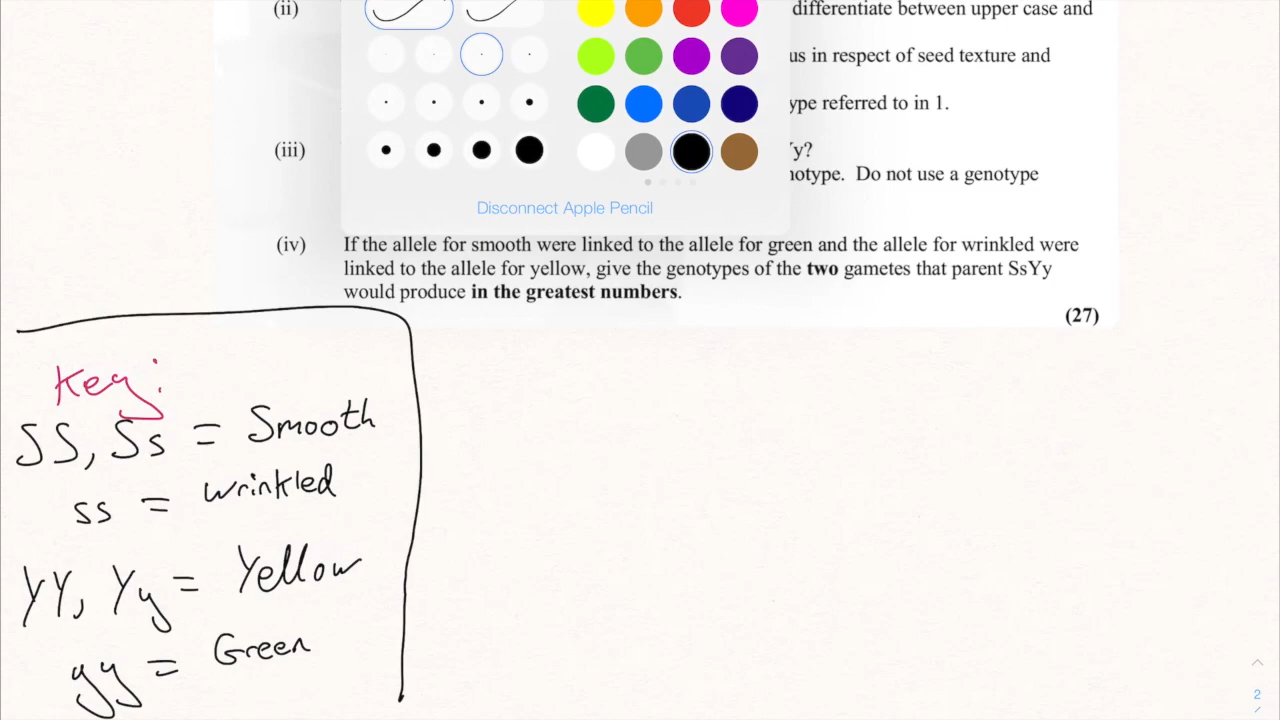 (ii) differentiate between upper case and
us in respect of seed texture and
ype referred to in 1.
(iii) y?
notype. Do not use a genotype
Disconnect Apple Pencil
(iv) If the allele for smooth were linked to the allele for green and the allele for wrinkled were
linked to the allele for yellow, give the genotypes of the two gametes that parent SsYy
would produce in the greatest numbers.
(27)
Key:
SS, Ss = Smooth
ss = wrinkled
YY, Yy = Yellow
yy = Green
2